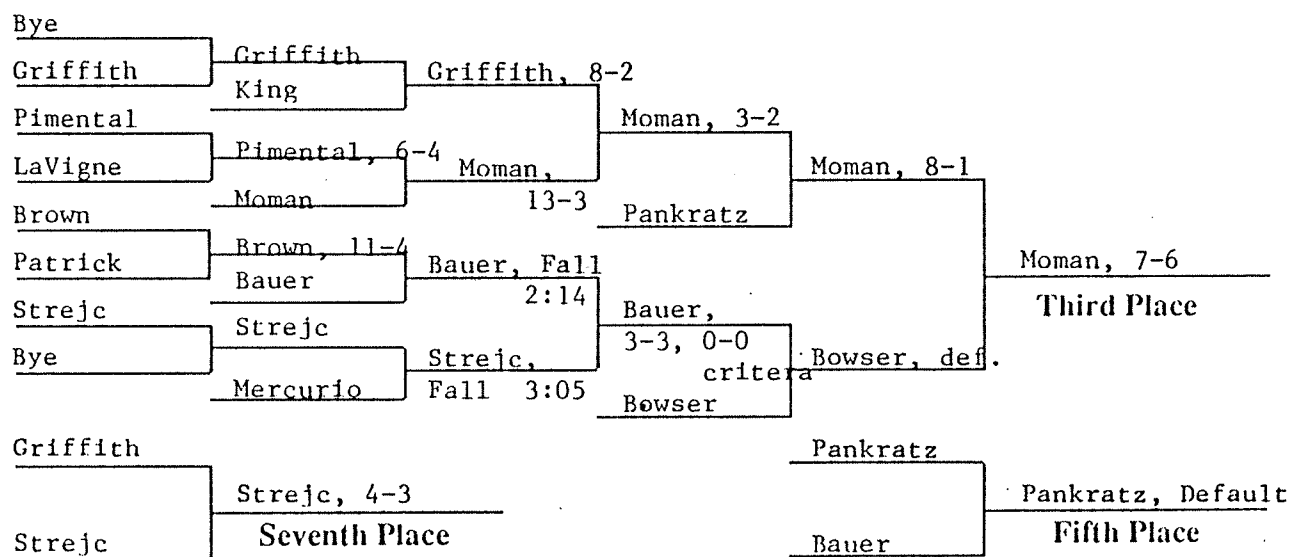 Bye
Griffith
Griffith
Griffith, 8-2
King
Pimental
Moman, 3-2
Pimental, 6-4
LaVigne
Moman,
13-3
Moman, 8-1
Moman
Pankratz
Brown
Brown, 11-4
Patrick
Bauer, Fall
2:14
Moman, 7-6
Bauer
Third Place
Strejc
Bauer,
3-3, 0-0
critera
Strejc
Bye
Strejc,
Fall 3:05
Bowser, def.
Mercurio
Bowser
Griffith
Pankratz
Strejc, 4-3
Pankratz, Default
Seventh Place
Fifth Place
Strejc
Bauer